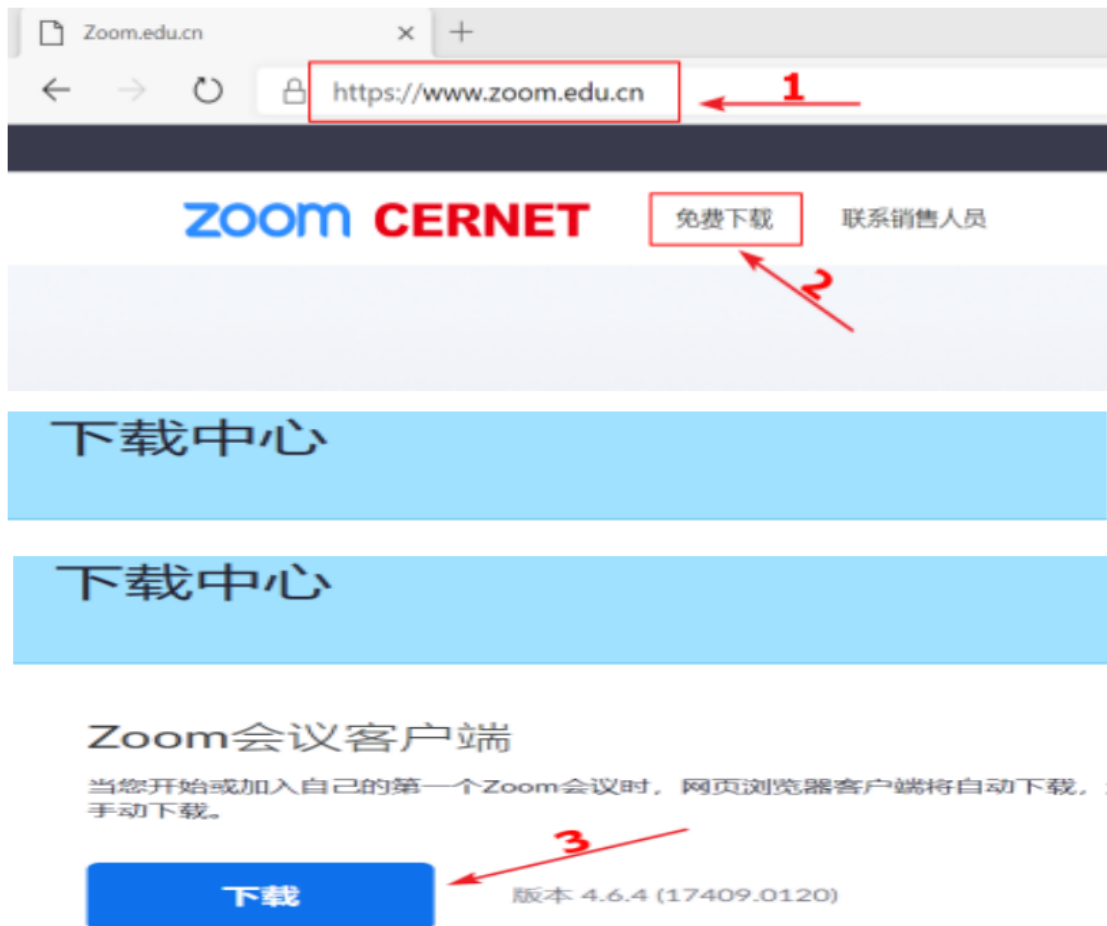 Zoom.edu.cn
https://www.zoom.edu.cn
1
zoom CERNET 免费下载 联系销售人员
2
下载中心
下载中心
Zoom会议客户端
当您开始或加入自己的第一个Zoom会议时，网页浏览器客户端将自动下载，
手动下载。
3
下载 版本 4.6.4 (17409.0120)